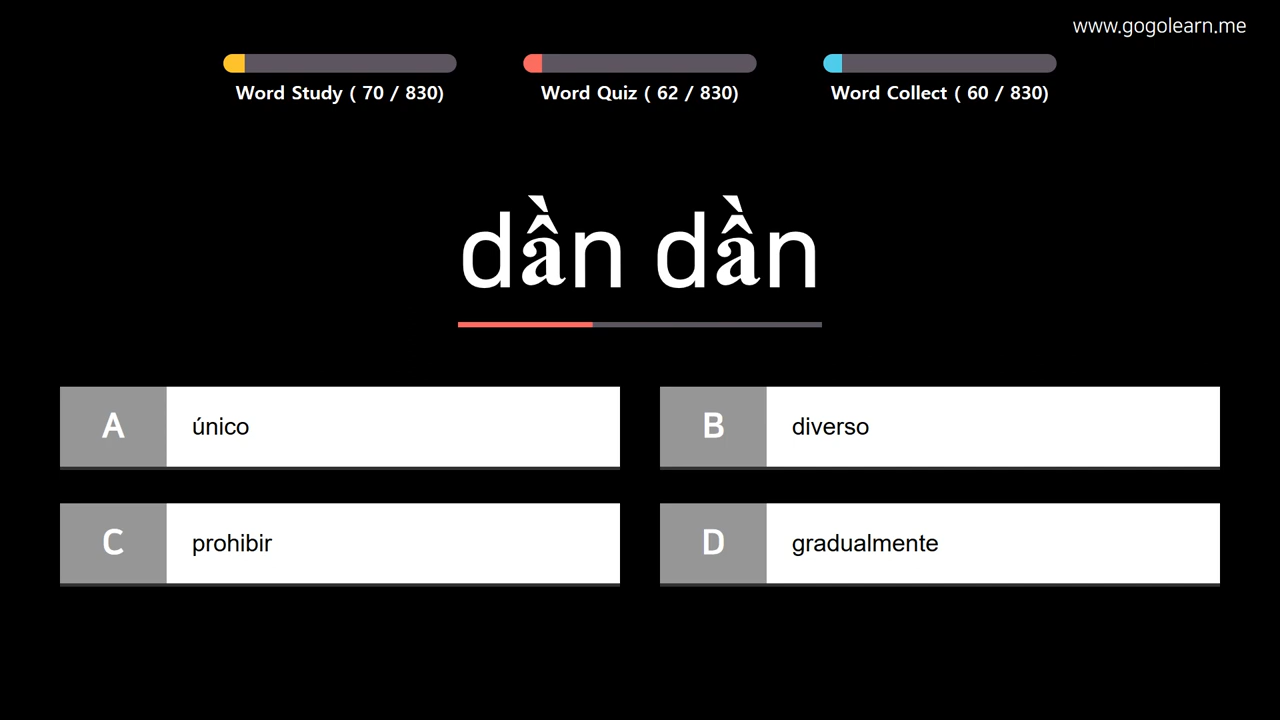 www.gogolearn.me
Word Study ( 70 / 830)
Word Quiz ( 62 / 830)
Word Collect ( 60 / 830)
dần dần
A único
B diverso
C prohibir
D gradualmente